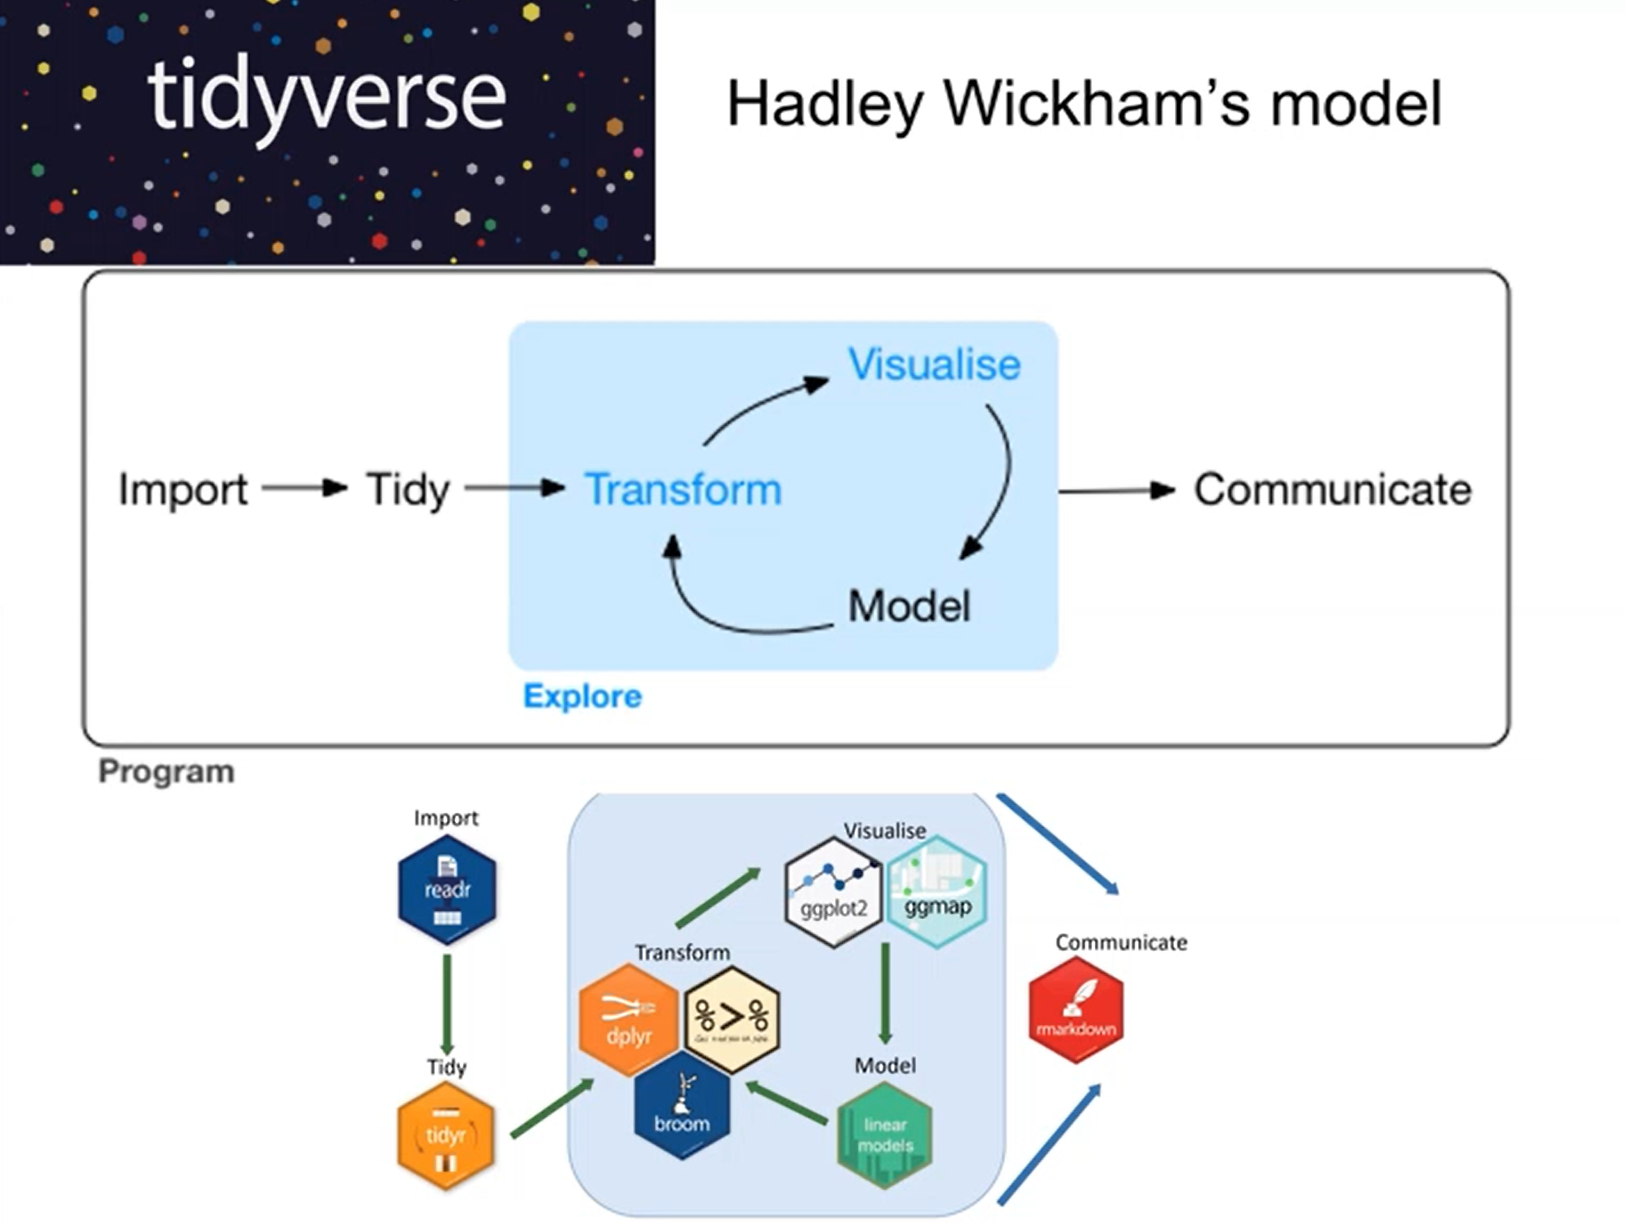 tidyverse
Hadley Wickham's model
Visualise
Import
Tidy
Transform
Communicate
Model
Explore
Program
Import
readr
Visualise
ggplot2
ggmap
Transform
dplyr
%>%
broom
Communicate
rmarkdown
Tidy
tidyr
Model
linear
models